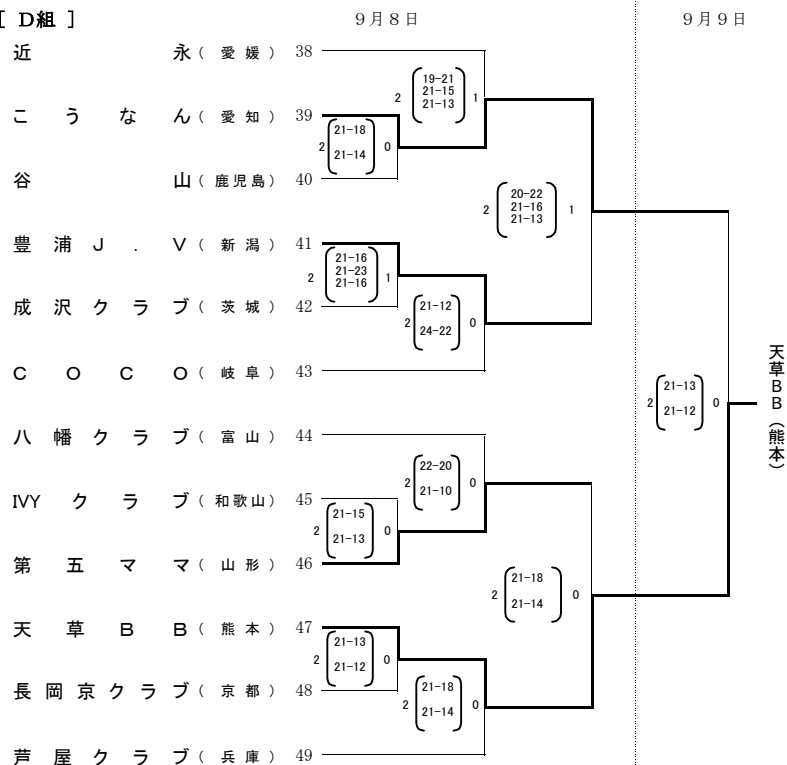 [ D組 ] 9月8日 9月9日
近永(愛媛) 38
19-21
2 21-15 1
21-13
こうなん(愛知) 39
21-18
2 0
21-14
谷山(鹿児島) 40
20-22
2 21-16 1
21-13
豊浦J.V(新潟) 41
21-16
2 21-23 1
21-16
成沢クラブ(茨城) 42
21-12
2 0
24-22
COCO(岐阜) 43
21-13
2 0
21-12
天草BB(熊本)
八幡クラブ(富山) 44
22-20
2 0
21-10
IVYクラブ(和歌山) 45
21-15
2 0
21-13
第五ママ(山形) 46
21-18
2 0
21-14
天草BB(熊本) 47
21-13
2 0
21-12
長岡京クラブ(京都) 48
21-18
2 0
21-14
芦屋クラブ(兵庫) 49